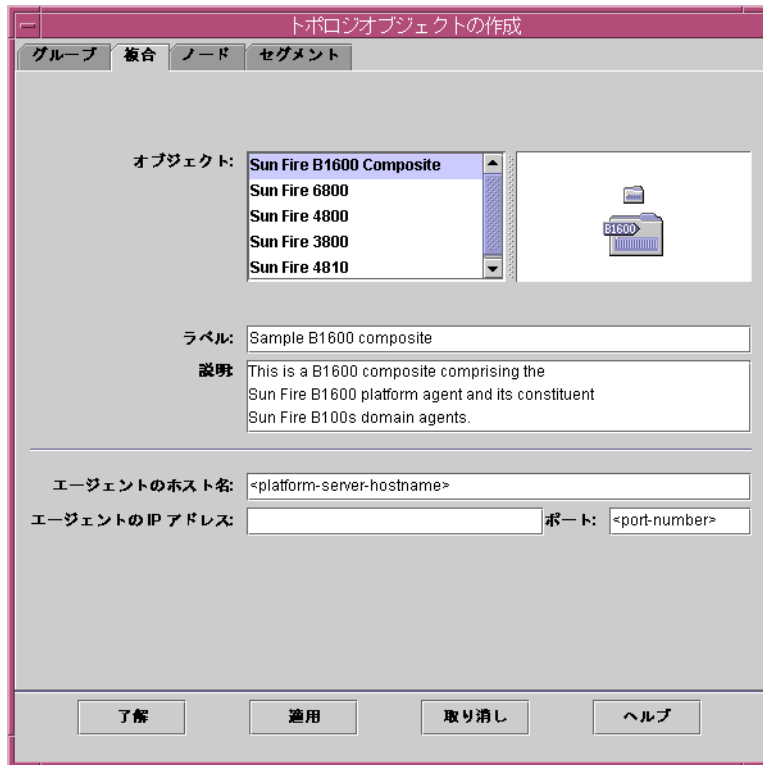 トポロジオブジェクトの作成
グループ 複合 ノード セグメント
オブジェクト: Sun Fire B1600 Composite
Sun Fire 6800
Sun Fire 4800
Sun Fire 3800
Sun Fire 4810
B1600
ラベル: Sample B1600 composite
説明: This is a B1600 composite comprising the
Sun Fire B1600 platform agent and its constituent
Sun Fire B100s domain agents.
エージェントのホスト名: <platform-server-hostname>
エージェントの IP アドレス: ポート: <port-number>
了解 適用 取り消し ヘルプ